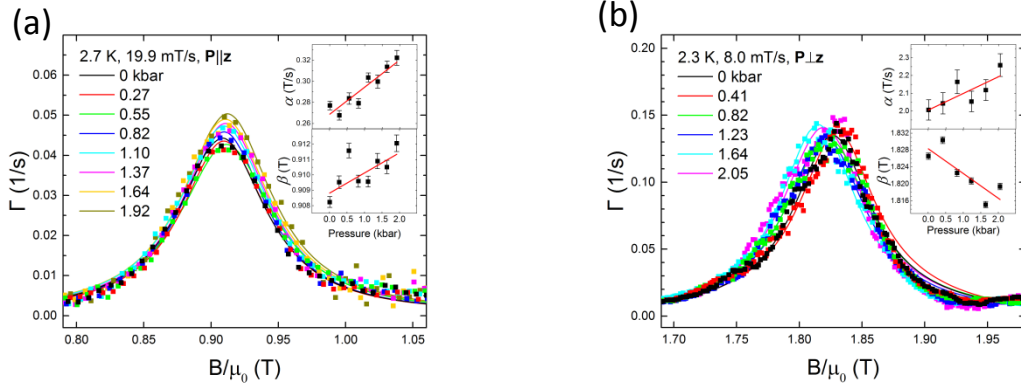 (a)
2.7 K, 19.9 mT/s, P||z
0 kbar
0.27
0.55
0.82
1.10
1.37
1.64
1.92
Γ (1/s)
0.06
0.05
0.04
0.03
0.02
0.01
0.00
0.80 0.85 0.90 0.95 1.00 1.05
B/μ₀ (T)
α (T/s)
0.32
0.28
0.26
β (T)
0.912
0.909
0.908
0.0 0.5 1.0 1.5 2.0
Pressure (kbar)
(b)
2.3 K, 8.0 mT/s, P⊥z
0 kbar
0.41
0.82
1.23
1.64
2.05
Γ (1/s)
0.20
0.15
0.10
0.05
0.00
1.70 1.75 1.80 1.85 1.90 1.95
B/μ₀ (T)
α (T/s)
2.3
2.2
2.1
2.0
β (T)
1.832
1.828
1.824
1.820
1.816
0.0 0.5 1.0 1.5 2.0
Pressure (kbar)